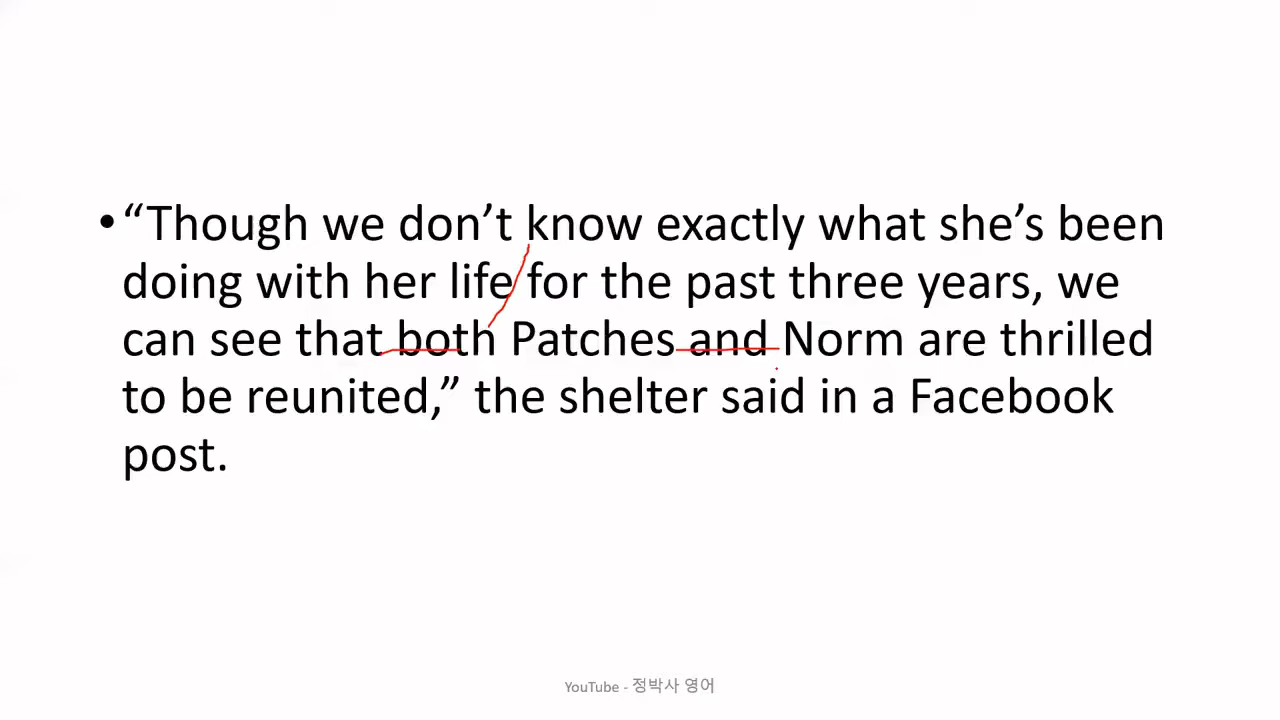 • “Though we don’t know exactly what she’s been
doing with her life for the past three years, we
can see that both Patches and Norm are thrilled
to be reunited,” the shelter said in a Facebook
post.
YouTube - 정박사 영어